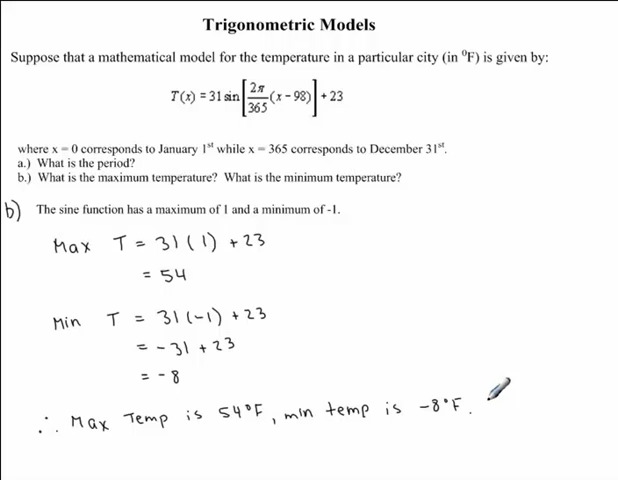 Trigonometric Models
Suppose that a mathematical model for the temperature in a particular city (in ⁰F) is given by:
T(x) = 31 sin[2π/365 (x − 98)] + 23
where x = 0 corresponds to January 1ˢᵗ while x = 365 corresponds to December 31ˢᵗ.
a.) What is the period?
b.) What is the maximum temperature? What is the minimum temperature?
b) The sine function has a maximum of 1 and a minimum of -1.
Max T = 31(1) + 23
= 54
Min T = 31(-1) + 23
= -31 + 23
= -8
∴ Max Temp is 54°F, min temp is -8°F.